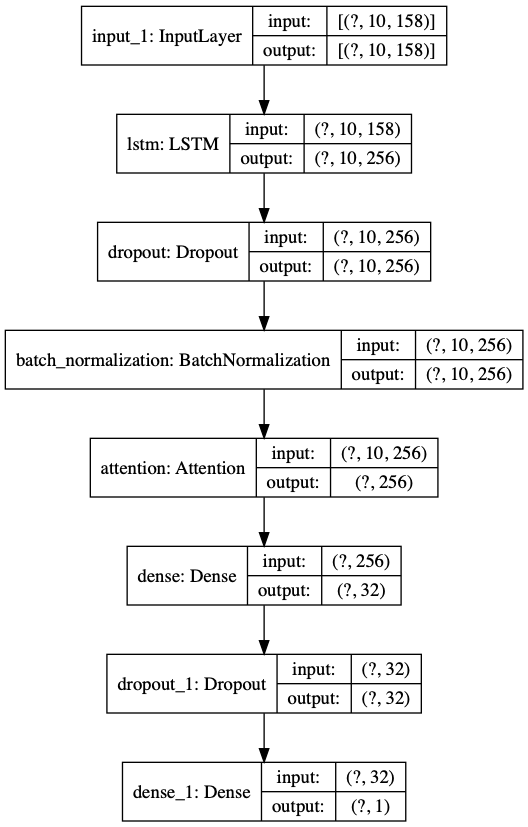 input_1: InputLayer
input: [(?, 10, 158)]
output: [(?, 10, 158)]
lstm: LSTM
input: (?, 10, 158)
output: (?, 10, 256)
dropout: Dropout
input: (?, 10, 256)
output: (?, 10, 256)
batch_normalization: BatchNormalization
input: (?, 10, 256)
output: (?, 10, 256)
attention: Attention
input: (?, 10, 256)
output: (?, 256)
dense: Dense
input: (?, 256)
output: (?, 32)
dropout_1: Dropout
input: (?, 32)
output: (?, 32)
dense_1: Dense
input: (?, 32)
output: (?, 1)